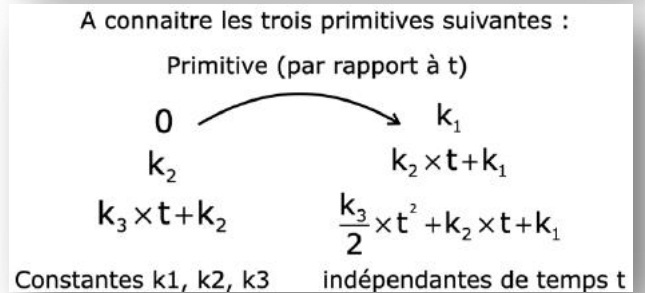 A connaitre les trois primitives suivantes :
Primitive (par rapport à t)
0 k₁
k₂ k₂×t+k₁
k₃×t+k₂ k₃/2 ×t²+k₂×t+k₁
Constantes k1, k2, k3 indépendantes de temps t